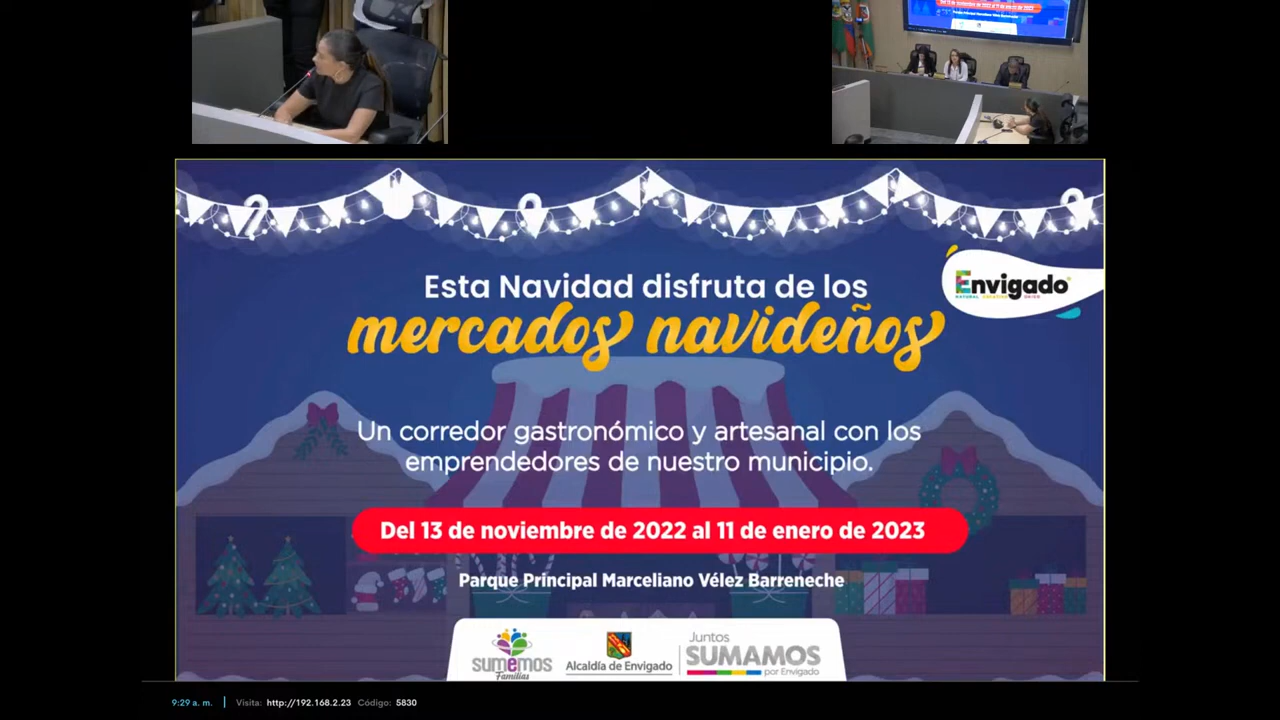 Esta Navidad disfruta de los
mercados navideños
Envigado
Un corredor gastronómico y artesanal con los
emprendedores de nuestro municipio.
Del 13 de noviembre de 2022 al 11 de enero de 2023
Parque Príncipal Marceliano Vélez Barreneche
sumemos
Familias
Alcaldía de Envigado
Juntos
SUMAMOS
por Envigado
9:29 a. m. | Visita: http://192.168.2.23 Código: 5830